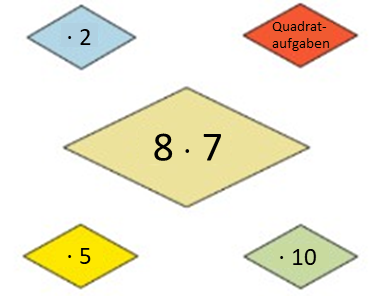 · 2
Quadrat-
aufgaben
8 · 7
· 5
· 10